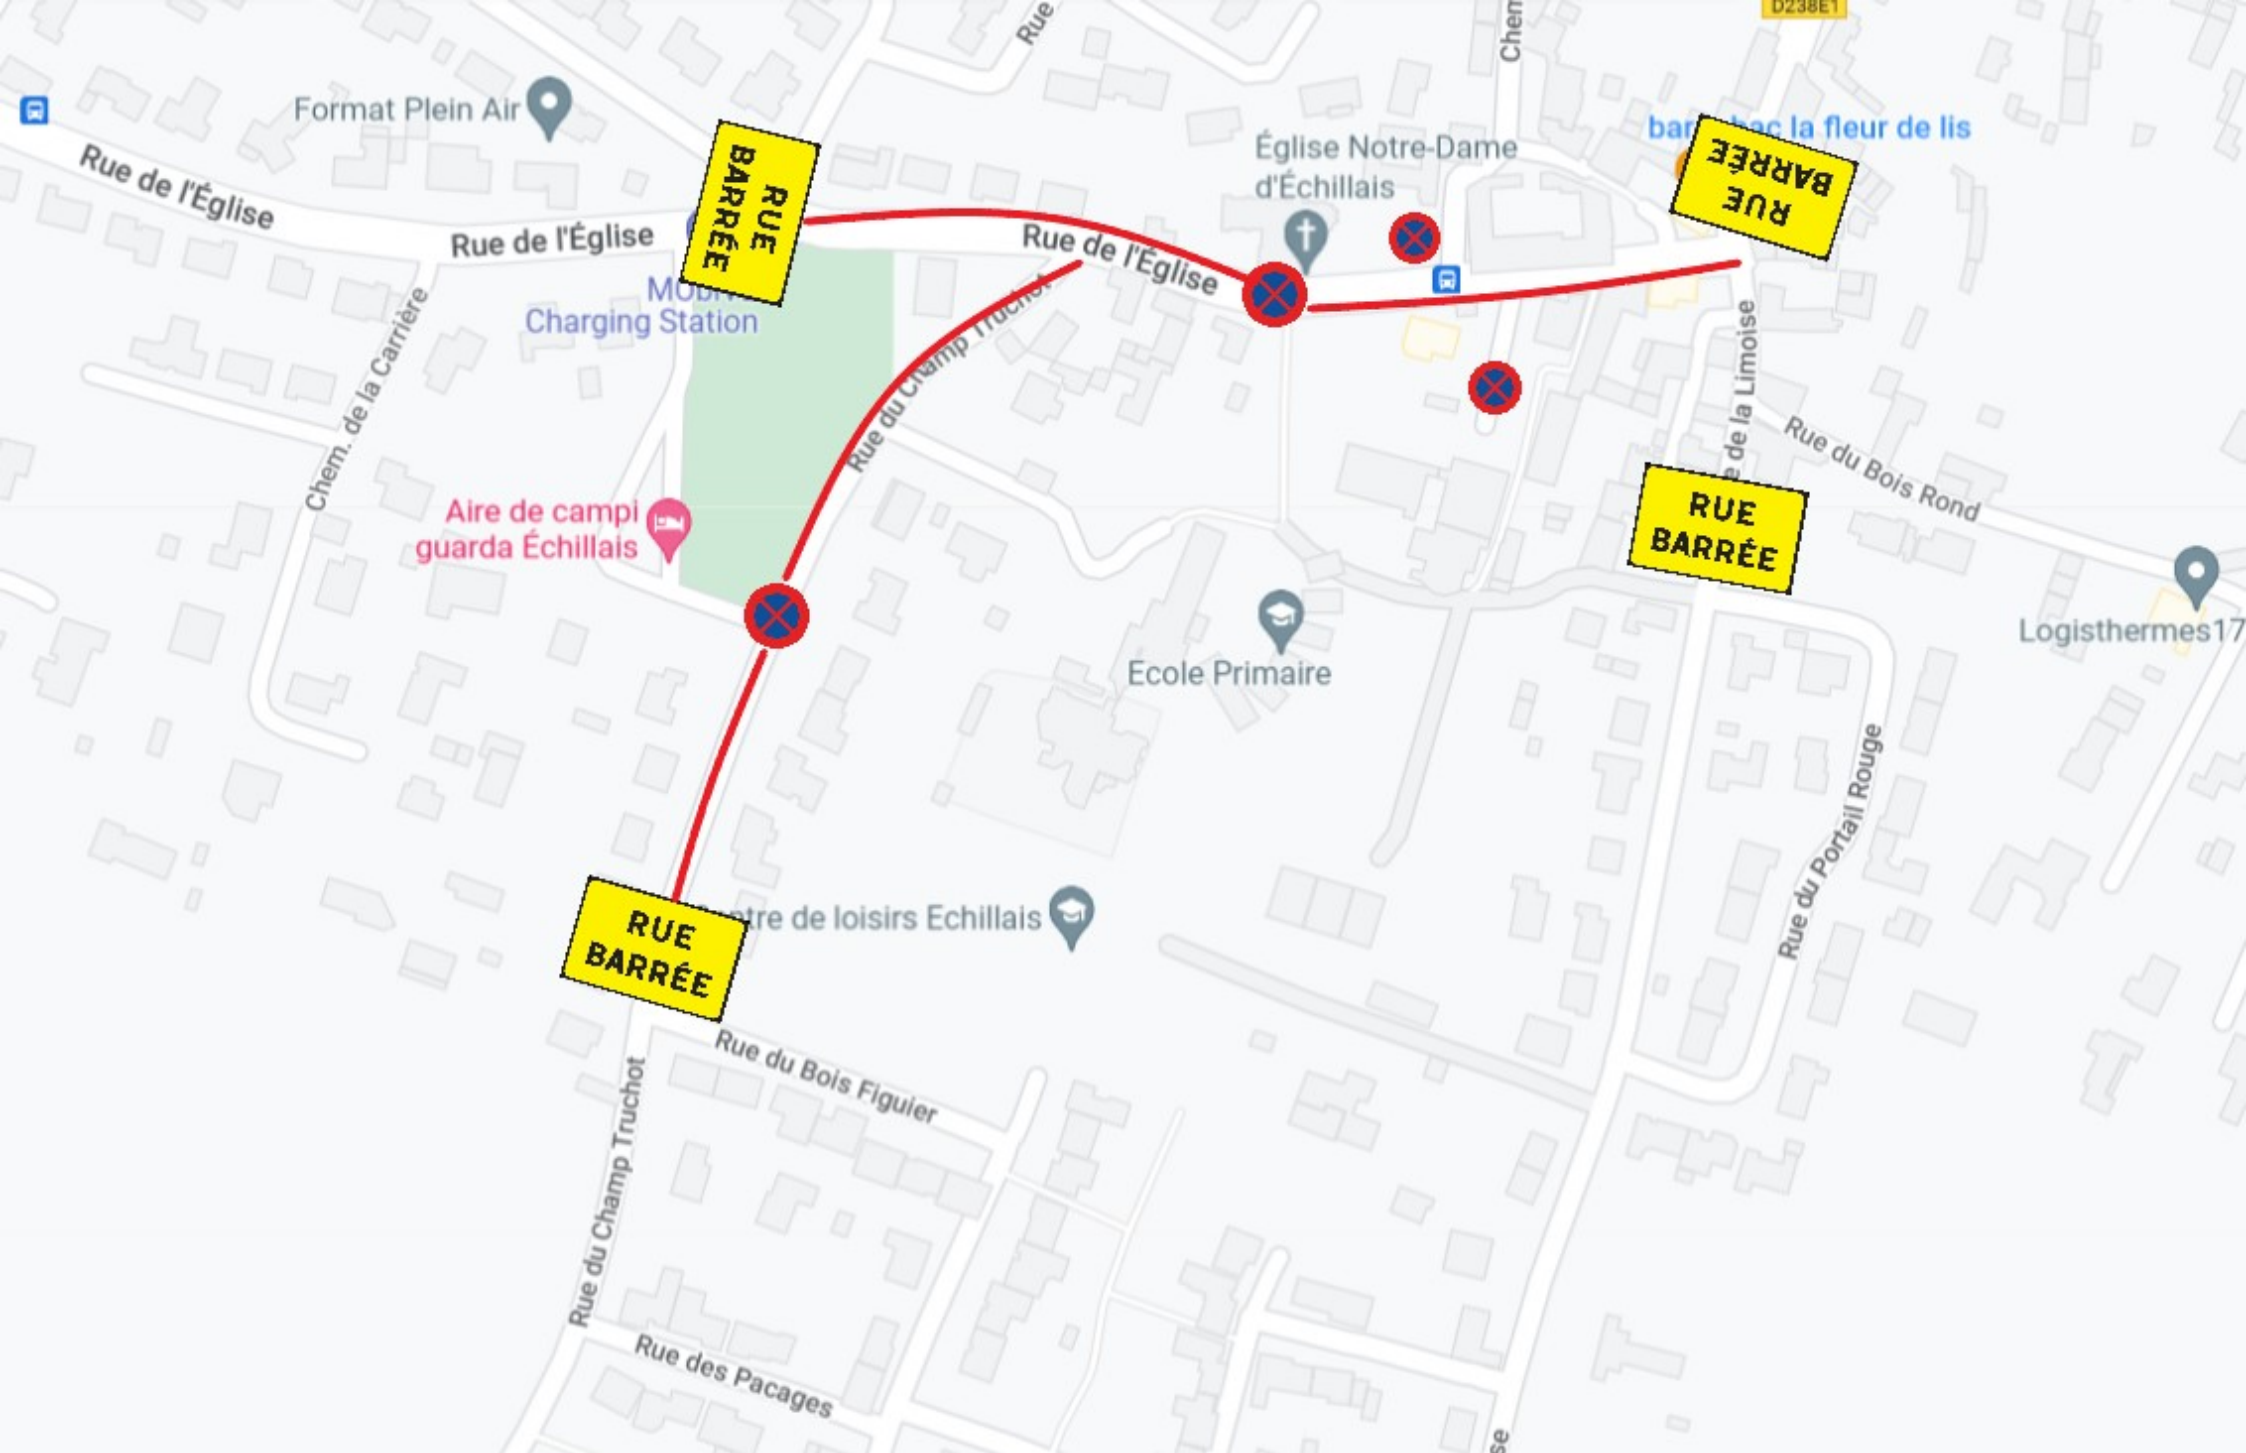 D238E1
Rue
Chem
Format Plein Air
bar
bac la fleur de lis
Église Notre-Dame
d'Échillais
RUE
BARRÉE
RUE
BARRÉE
Rue de l'Église
Rue de l'Église
Rue de l'Église
Charging Station
Chem. de la Carrière
Rue du Champ Truchot
de la Limoise
Rue du Bois Rond
Aire de campi
guarda Échillais
RUE
BARRÉE
Logisthermes17
Ecole Primaire
Rue du Portail Rouge
RUE
BARRÉE
ntre de loisirs Echillais
Rue du Bois Figuier
Rue du Champ Truchot
Rue des Pacages
se